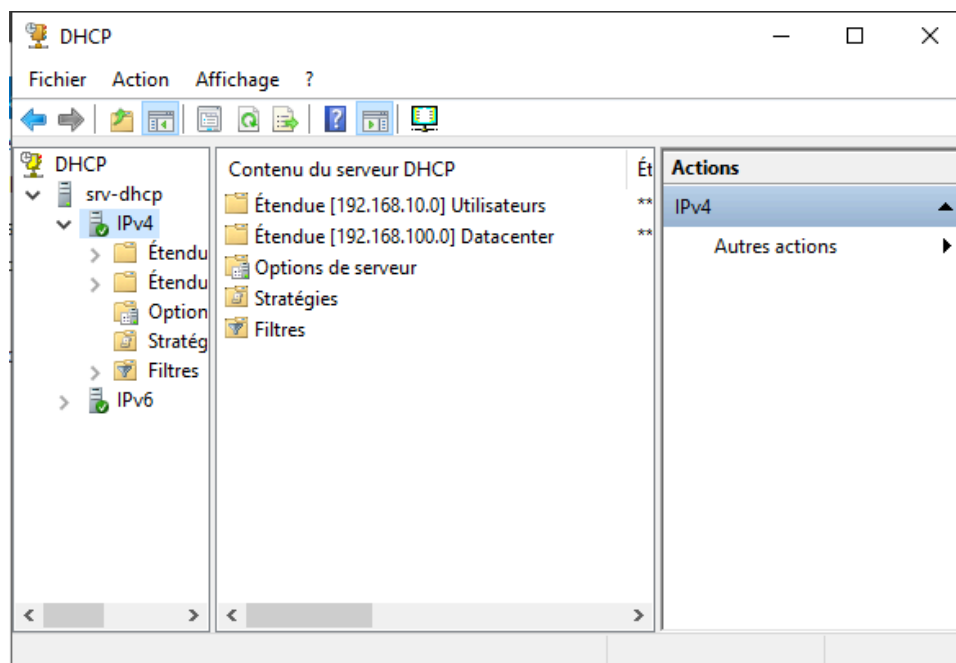 DHCP
Fichier Action Affichage ?
DHCP
srv-dhcp
IPv4
Étendu
Étendu
Option
Stratég
Filtres
IPv6
Contenu du serveur DHCP Ét
Étendue [192.168.10.0] Utilisateurs **
Étendue [192.168.100.0] Datacenter **
Options de serveur
Stratégies
Filtres
Actions
IPv4
Autres actions